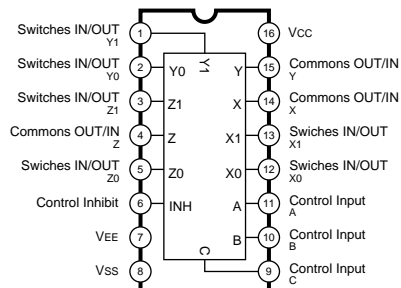 Switches IN/OUT
Y1
1
16
VCC
Switches IN/OUT
Y0
2
Y0
Y1
Y
15
Commons OUT/IN
Y
Switches IN/OUT
Z1
3
Z1
X
14
Commons OUT/IN
X
Commons OUT/IN
Z
4
Z
X1
13
Swiches IN/OUT
X1
Swiches IN/OUT
Z0
5
Z0
X0
12
Swiches IN/OUT
X0
Control Inhibit
6
INH
A
11
Control Input
A
VEE
7
B
10
Control Input
B
VSS
8
C
9
Control Input
C